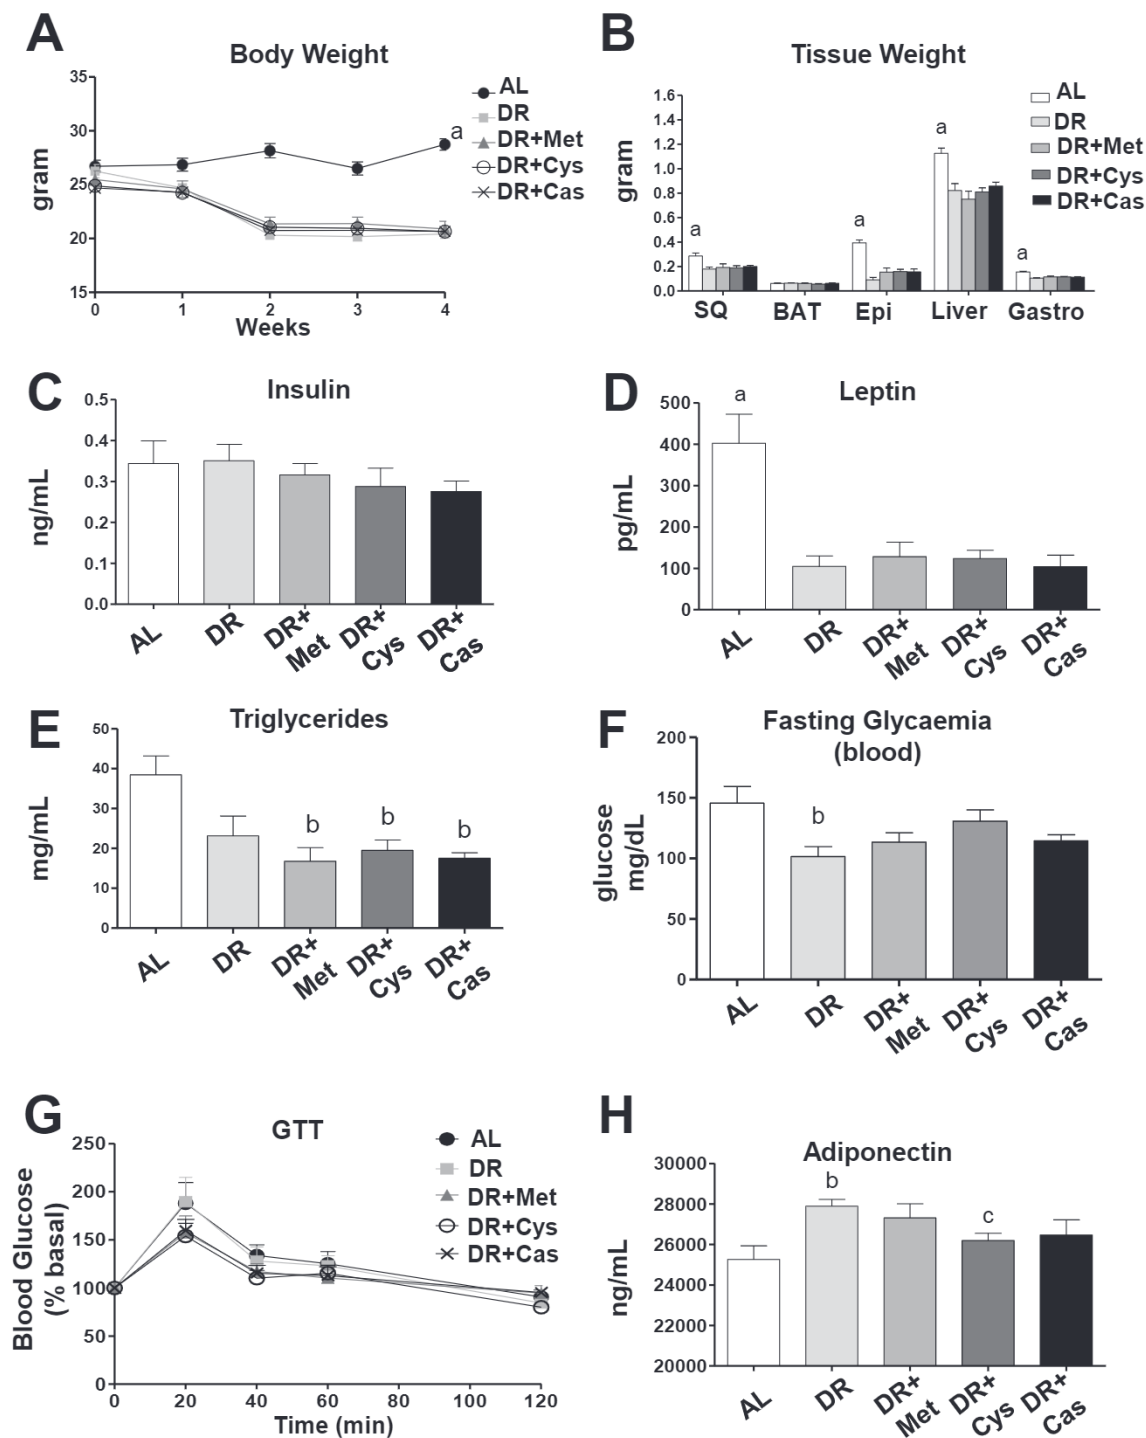 A
Body Weight
35
30
25
20
15
gram
0 1 2 3 4
Weeks
a
AL
DR
DR+Met
DR+Cys
DR+Cas
B
Tissue Weight
1.6
1.4
1.2
1.0
0.8
0.6
0.4
0.2
0.0
gram
a
a
a
a
SQ BAT Epi Liver Gastro
AL
DR
DR+Met
DR+Cys
DR+Cas
C
Insulin
0.5
0.4
0.3
0.2
0.1
0.0
ng/mL
AL
DR
DR+
Met
DR+
Cys
DR+
Cas
D
Leptin
500
400
300
200
100
0
pg/mL
a
AL
DR
DR+
Met
DR+
Cys
DR+
Cas
E
Triglycerides
50
40
30
20
10
0
mg/mL
b
b
b
AL
DR
DR+
Met
DR+
Cys
DR+
Cas
F
Fasting Glycaemia
(blood)
200
150
100
50
0
glucose
mg/dL
b
AL
DR
DR+
Met
DR+
Cys
DR+
Cas
G
GTT
250
200
150
100
50
0
Blood Glucose
(% basal)
0 20 40 60 80 100 120
Time (min)
AL
DR
DR+Met
DR+Cys
DR+Cas
H
Adiponectin
30000
28000
26000
24000
22000
20000
ng/mL
b
c
AL
DR
DR+
Met
DR+
Cys
DR+
Cas